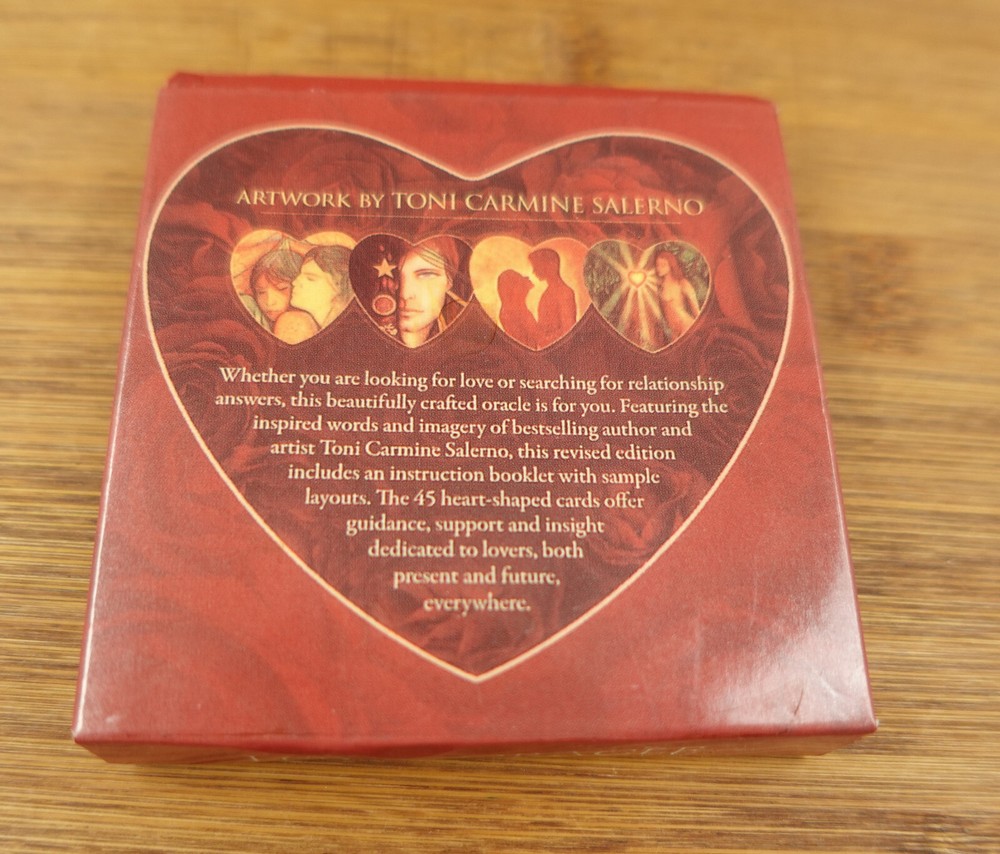 ARTWORK BY TONI CARMINE SALERNO
Whether you are looking for love or searching for relationship
answers, this beautifully crafted oracle is for you. Featuring the
inspired words and imagery of bestselling author and
artist Toni Carmine Salerno, this revised edition
includes an instruction booklet with sample
layouts. The 45 heart-shaped cards offer
guidance, support and insight
dedicated to lovers, both
present and future,
everywhere.